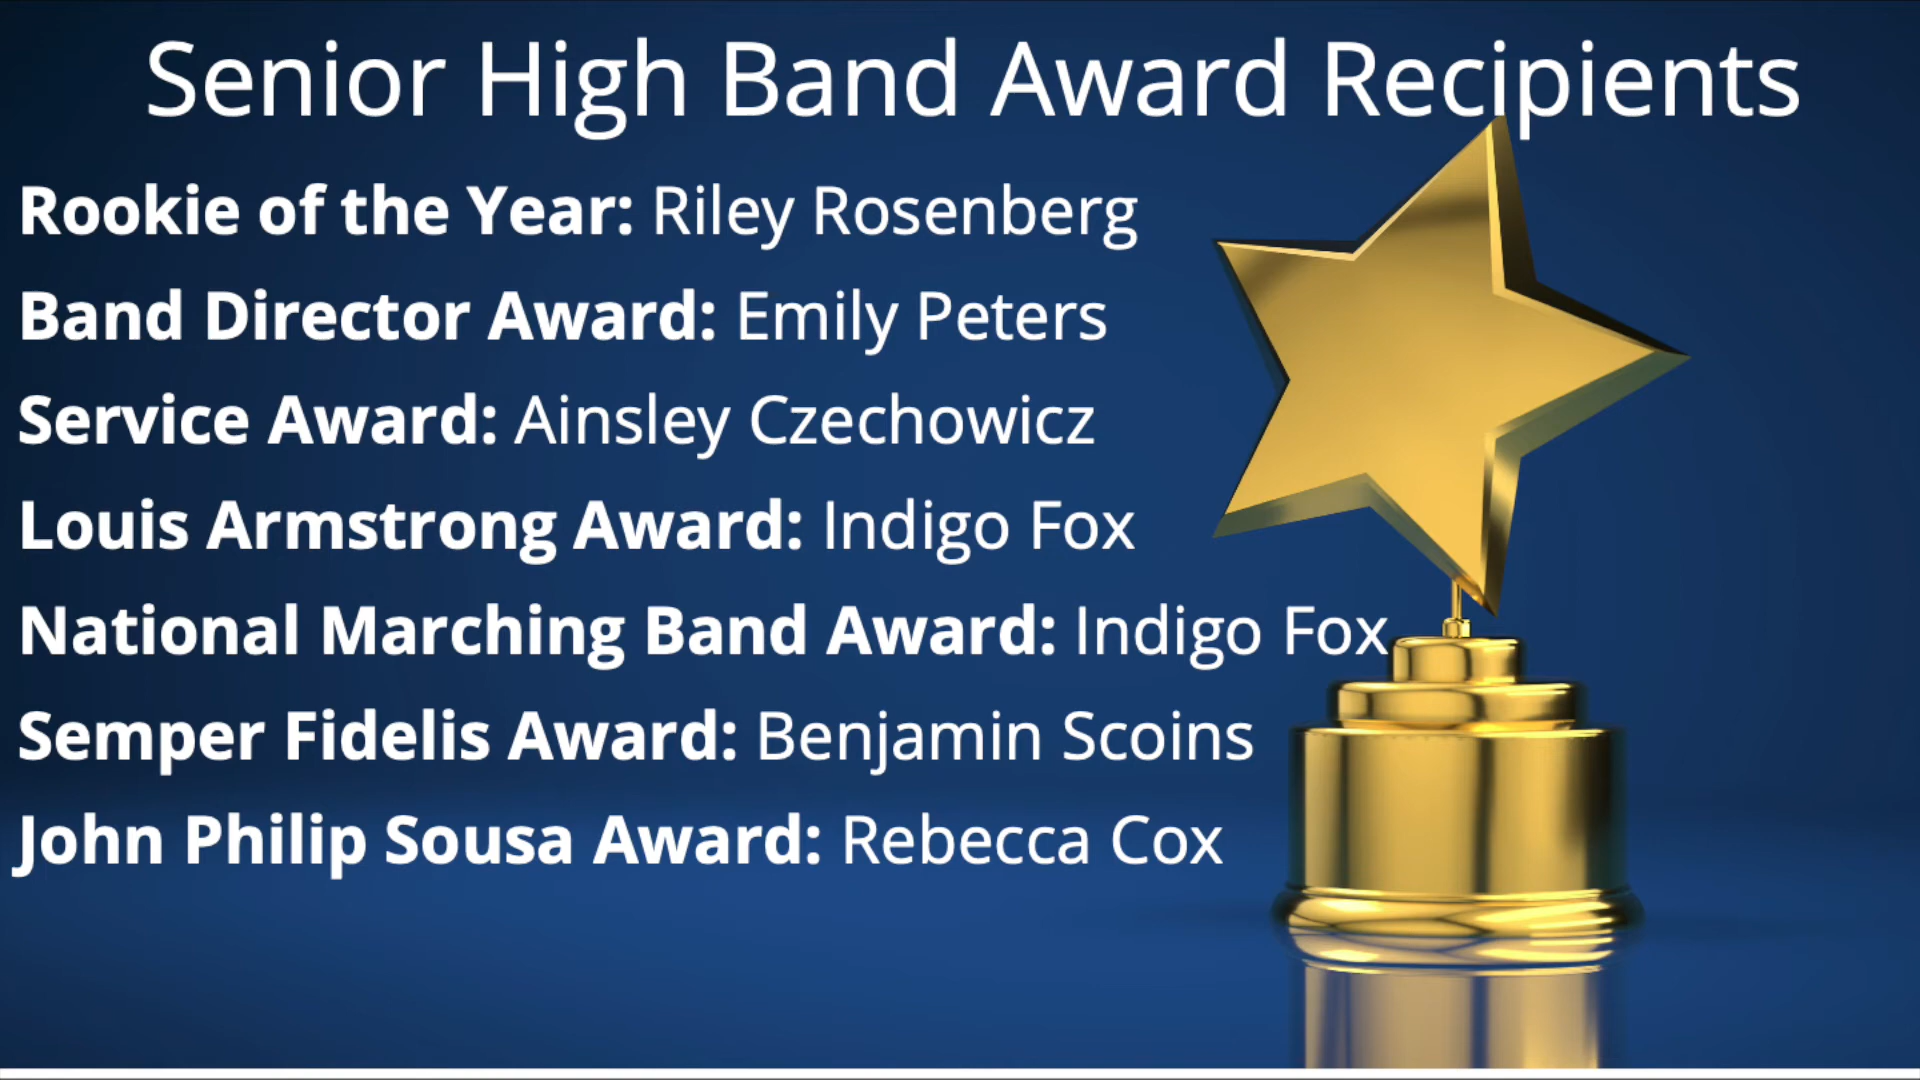 Senior High Band Award Recipients
Rookie of the Year: Riley Rosenberg
Band Director Award: Emily Peters
Service Award: Ainsley Czechowicz
Louis Armstrong Award: Indigo Fox
National Marching Band Award: Indigo Fox
Semper Fidelis Award: Benjamin Scoins
John Philip Sousa Award: Rebecca Cox